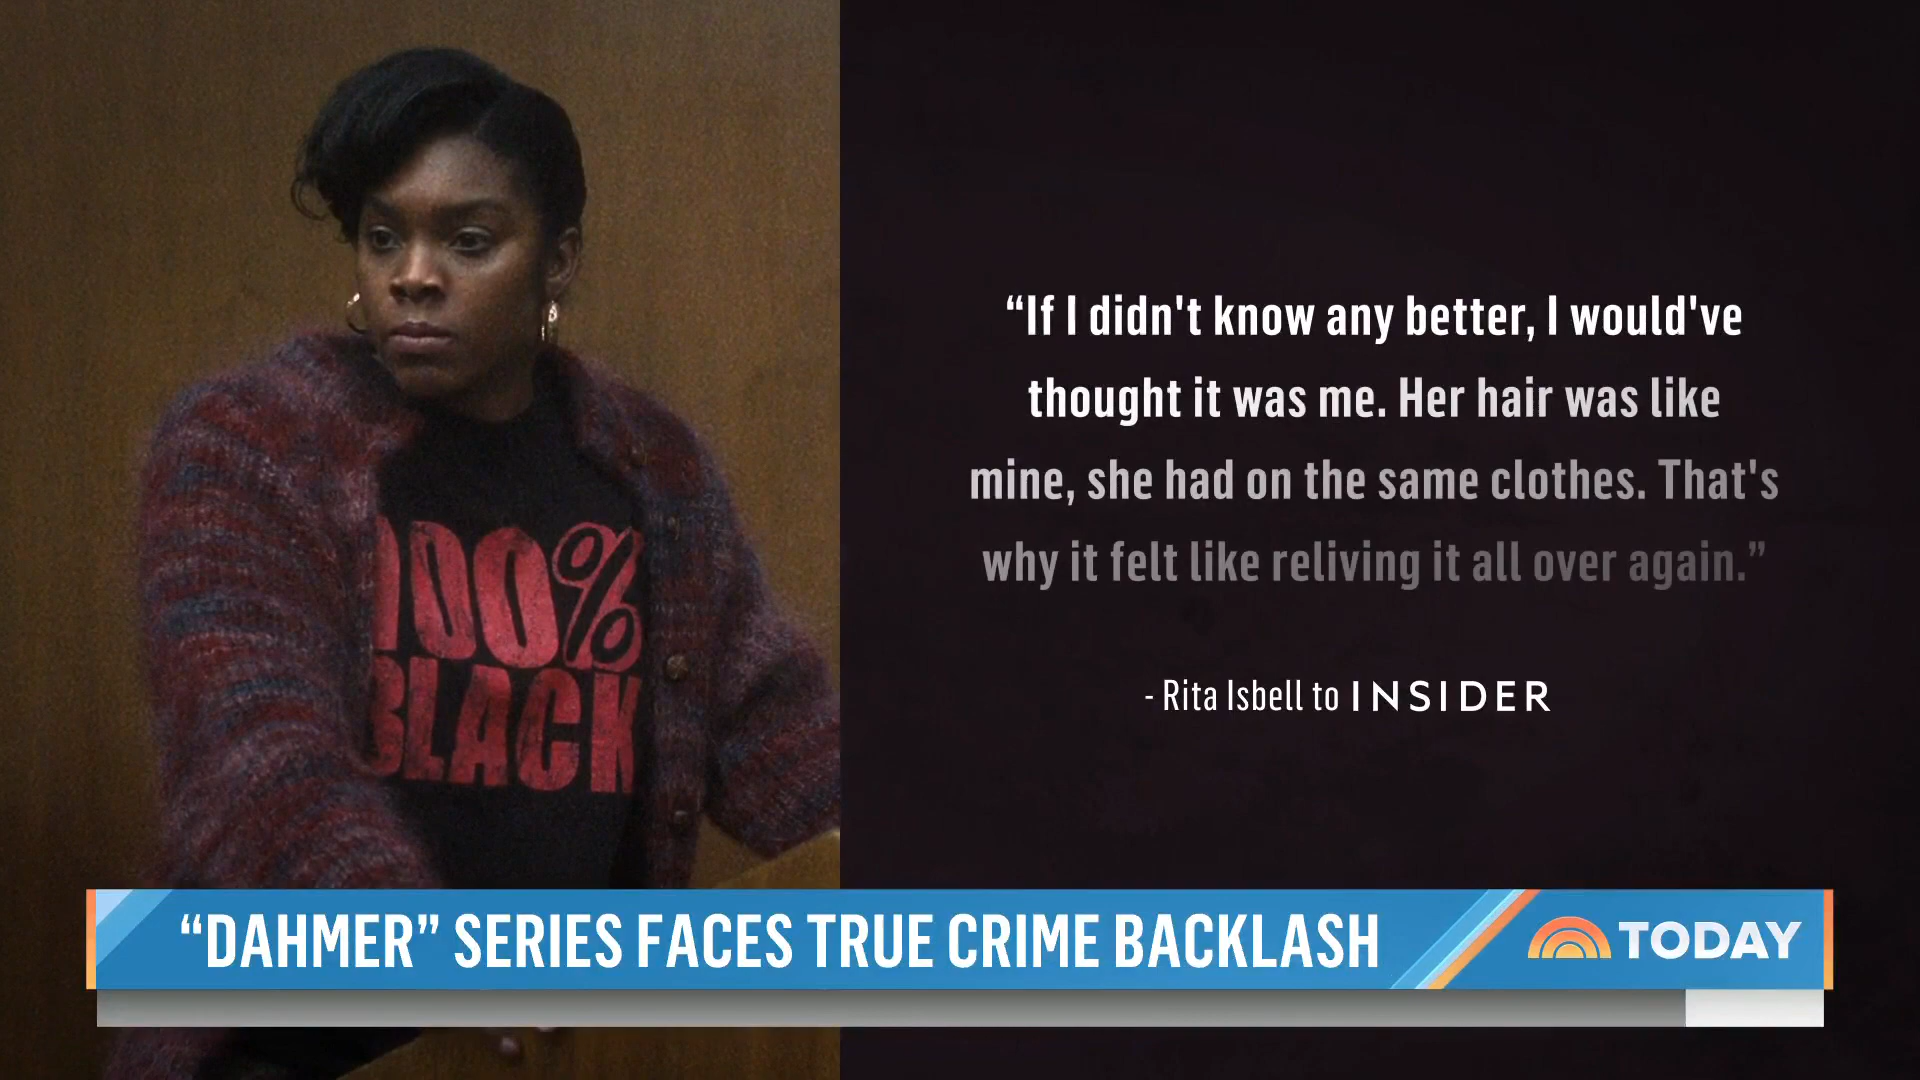 100%
BLACK
“If I didn't know any better, I would've
thought it was me. Her hair was like
mine, she had on the same clothes. That's
why it felt like reliving it all over again.”
- Rita Isbell to INSIDER
“DAHMER” SERIES FACES TRUE CRIME BACKLASH
TODAY